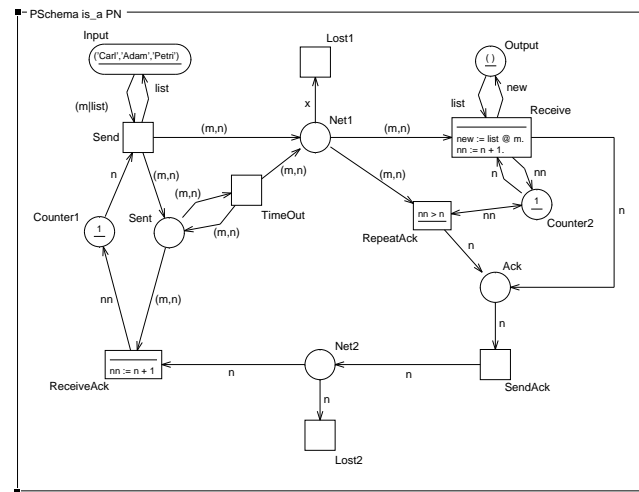 PSchema is_a PN
Input
('Carl','Adam','Petri')
Lost1
Output
( )
(m|list)
list
x
list
new
Receive
Send
(m,n)
Net1
(m,n)
new := list @ m.
nn := n + 1.
n
(m,n)
(m,n)
(m,n)
(m,n)
n
nn
n
Counter1
1
Sent
(m,n)
TimeOut
nn > n
nn
1
Counter2
RepeatAck
n
Ack
nn
(m,n)
n
Net2
nn := n + 1
n
n
ReceiveAck
SendAck
n
Lost2